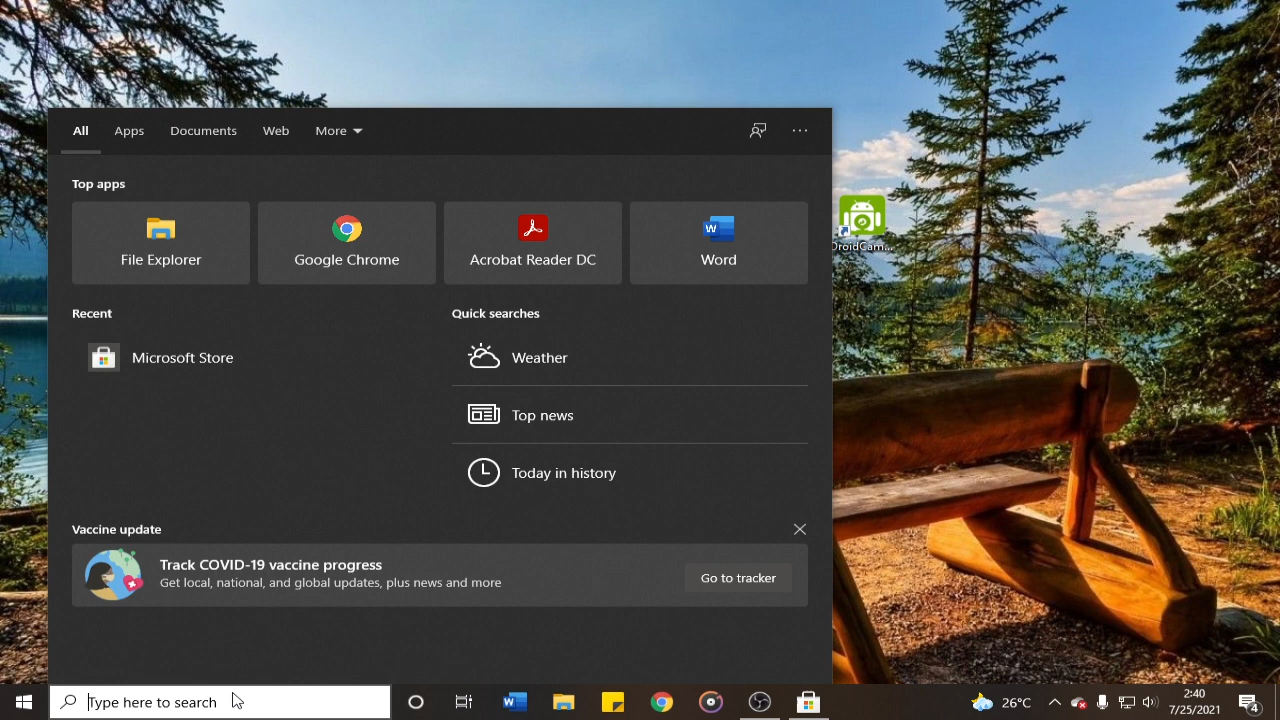 All Apps Documents Web More
Top apps
File Explorer Google Chrome Acrobat Reader DC Word
DroidCam...
Recent Quick searches
Microsoft Store Weather
Top news
Today in history
Vaccine update
Track COVID-19 vaccine progress
Get local, national, and global updates, plus news and more
Go to tracker
Type here to search
26°C
2:40
7/25/2021
4